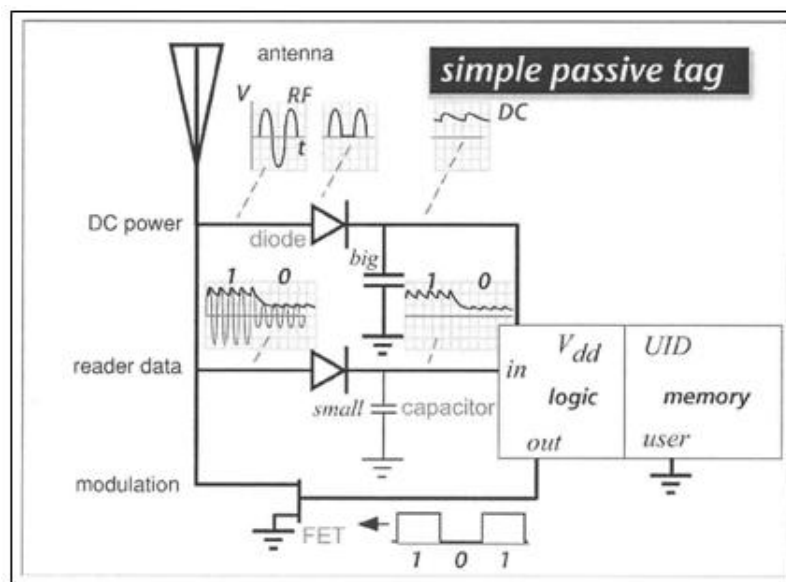 antenna
simple passive tag
V
RF
t
DC
DC power
diode
big
1 0
1 0
reader data
in
Vdd
UID
small
capacitor
logic
memory
out
user
modulation
FET
1 0 1